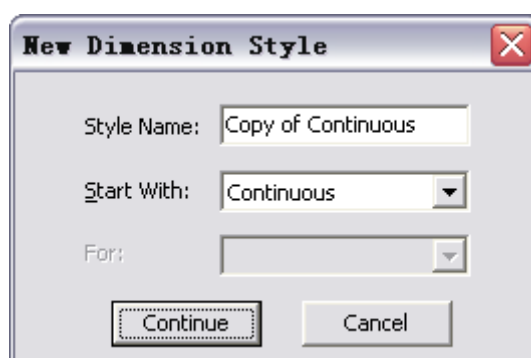 New Dimension Style
Style Name: Copy of Continuous
Start With: Continuous
For:
Continue Cancel